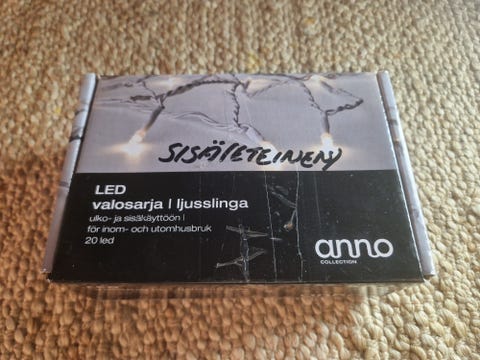 SISÄ/ETEINEN
LED
valosarja | ljusslinga
ulko- ja sisäkäyttöön |
för inom- och utomhusbruk
20 led
anno
COLLECTION